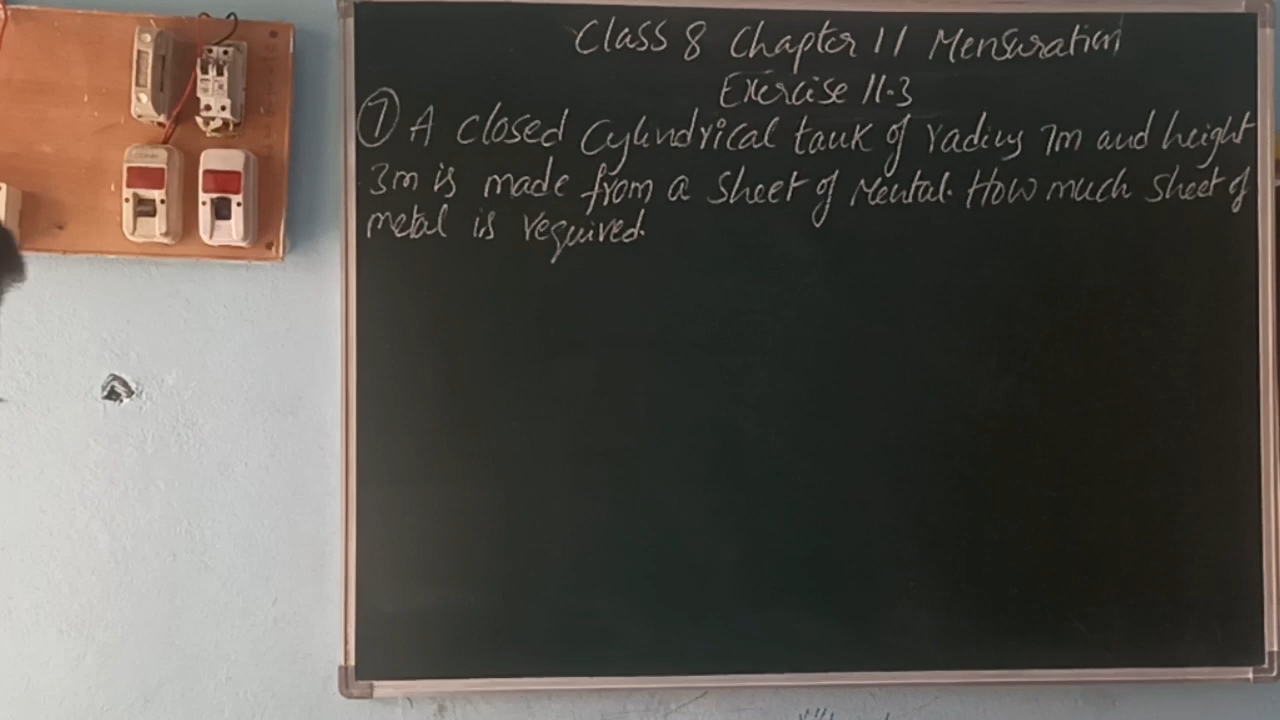 Class 8 Chapter 11 Mensuration
Exercise 11.3
7 A closed cylindrical tank of radius 7m and height
3m is made from a sheet of Mental. How much sheet of
metal is required.